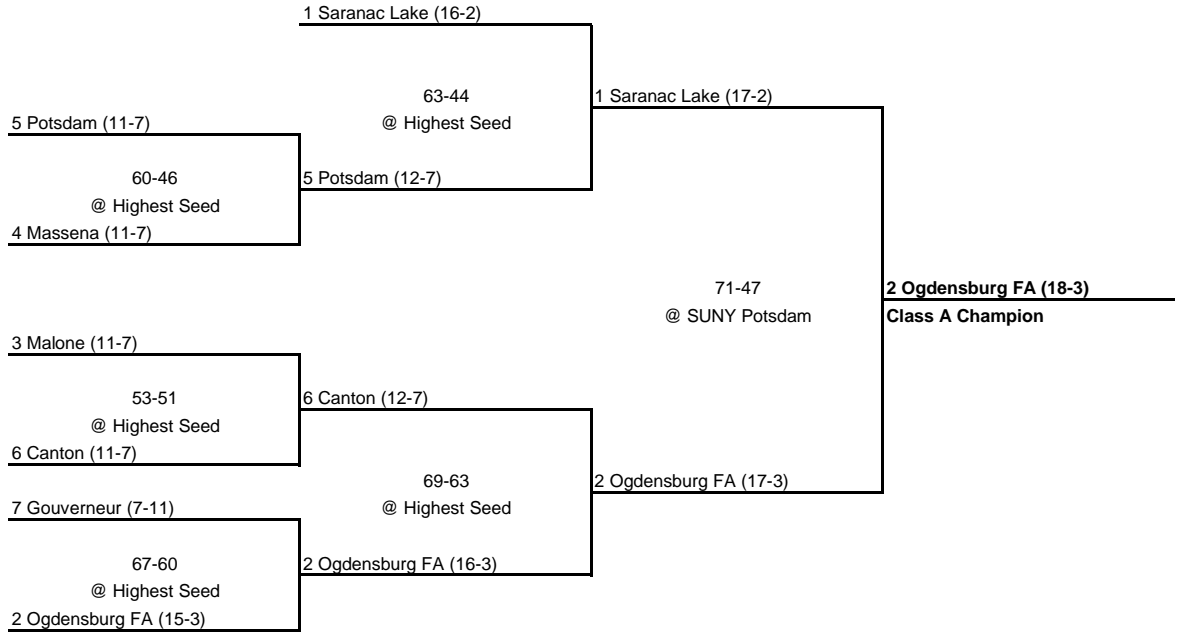 1 Saranac Lake (16-2)
63-44
@ Highest Seed
1 Saranac Lake (17-2)
5 Potsdam (11-7)
60-46
@ Highest Seed
5 Potsdam (12-7)
4 Massena (11-7)
71-47
@ SUNY Potsdam
2 Ogdensburg FA (18-3)
Class A Champion
3 Malone (11-7)
53-51
@ Highest Seed
6 Canton (12-7)
6 Canton (11-7)
69-63
@ Highest Seed
2 Ogdensburg FA (17-3)
7 Gouverneur (7-11)
67-60
@ Highest Seed
2 Ogdensburg FA (16-3)
2 Ogdensburg FA (15-3)